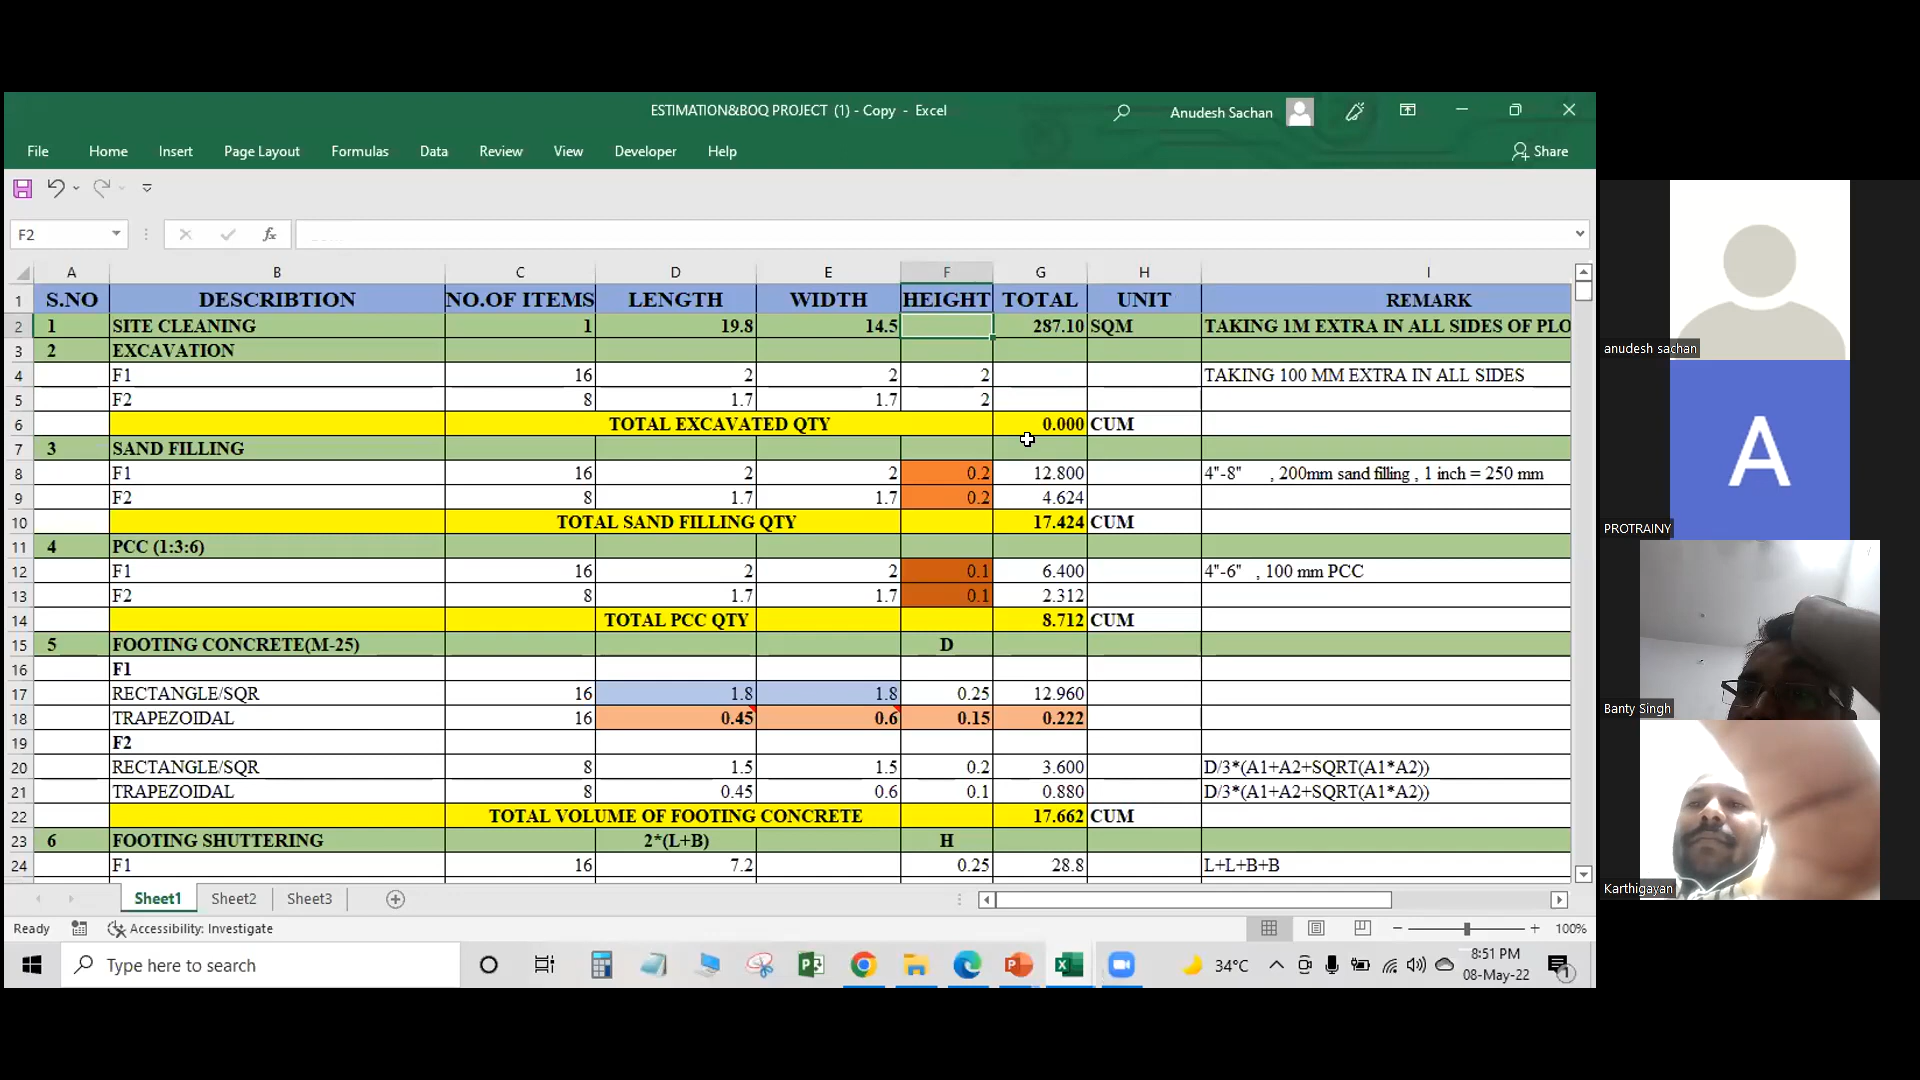 ESTIMATION&BOQ PROJECT (1) - Copy - Excel
Anudesh Sachan
File Home Insert Page Layout Formulas Data Review View Developer Help
Share
F2
fx
A B C D E F G H I
1 S.NO DESCRIBTION NO.OF ITEMS LENGTH WIDTH HEIGHT TOTAL UNIT REMARK
2 1 SITE CLEANING 1 19.8 14.5 287.10 SQM TAKING 1M EXTRA IN ALL SIDES OF PLO
3 2 EXCAVATION
4 F1 16 2 2 2 TAKING 100 MM EXTRA IN ALL SIDES
5 F2 8 1.7 1.7 2
6 TOTAL EXCAVATED QTY 0.000 CUM
7 3 SAND FILLING
8 F1 16 2 2 0.2 12.800 4"-8" , 200mm sand filling , 1 inch = 250 mm
9 F2 8 1.7 1.7 0.2 4.624
10 TOTAL SAND FILLING QTY 17.424 CUM
11 4 PCC (1:3:6)
12 F1 16 2 2 0.1 6.400 4"-6" , 100 mm PCC
13 F2 8 1.7 1.7 0.1 2.312
14 TOTAL PCC QTY 8.712 CUM
15 5 FOOTING CONCRETE(M-25) D
16 F1
17 RECTANGLE/SQR 16 1.8 1.8 0.25 12.960
18 TRAPEZOIDAL 16 0.45 0.6 0.15 0.222
19 F2
20 RECTANGLE/SQR 8 1.5 1.5 0.2 3.600 D/3*(A1+A2+SQRT(A1*A2))
21 TRAPEZOIDAL 8 0.45 0.6 0.1 0.880 D/3*(A1+A2+SQRT(A1*A2))
22 TOTAL VOLUME OF FOOTING CONCRETE 17.662 CUM
23 6 FOOTING SHUTTERING 2*(L+B) H
24 F1 16 7.2 0.25 28.8 L+L+B+B
Sheet1 Sheet2 Sheet3
Ready Accessibility: Investigate 100%
Type here to search
34°C
8:51 PM
08-May-22
1
anudesh sachan
A
PROTRAINY
Banty Singh
Karthigayan